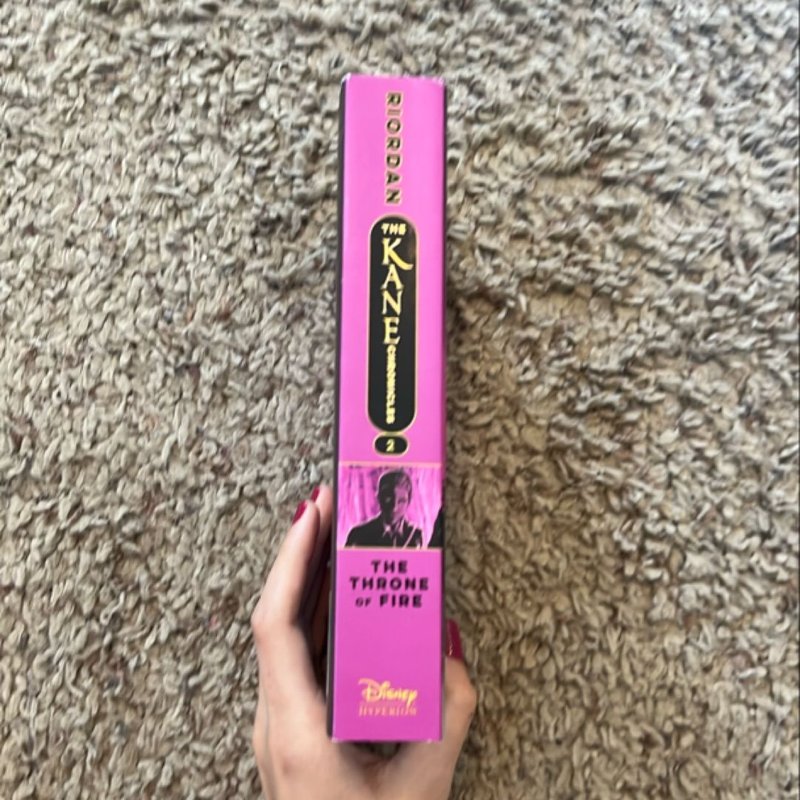 RIORDAN
THE
KANE
CHRONICLES
2
THE
THRONE
OF FIRE
Disney
HYPERION